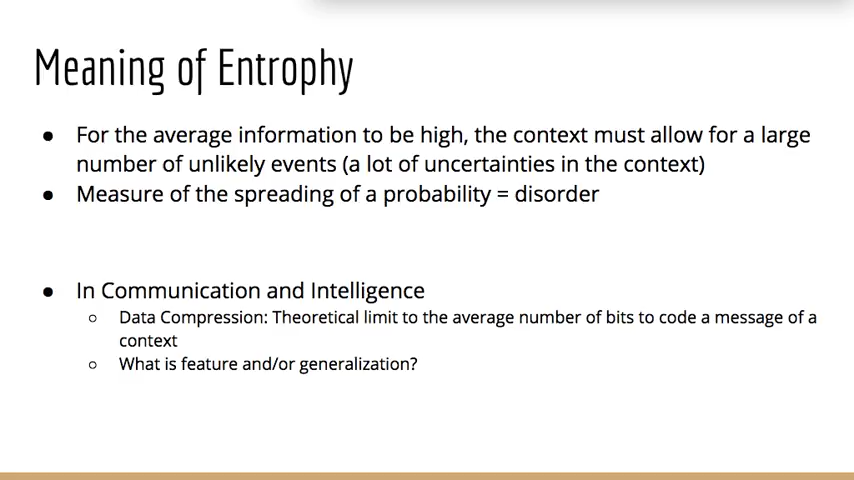 Meaning of Entrophy
● For the average information to be high, the context must allow for a large
number of unlikely events (a lot of uncertainties in the context)
● Measure of the spreading of a probability = disorder
● In Communication and Intelligence
○ Data Compression: Theoretical limit to the average number of bits to code a message of a
context
○ What is feature and/or generalization?